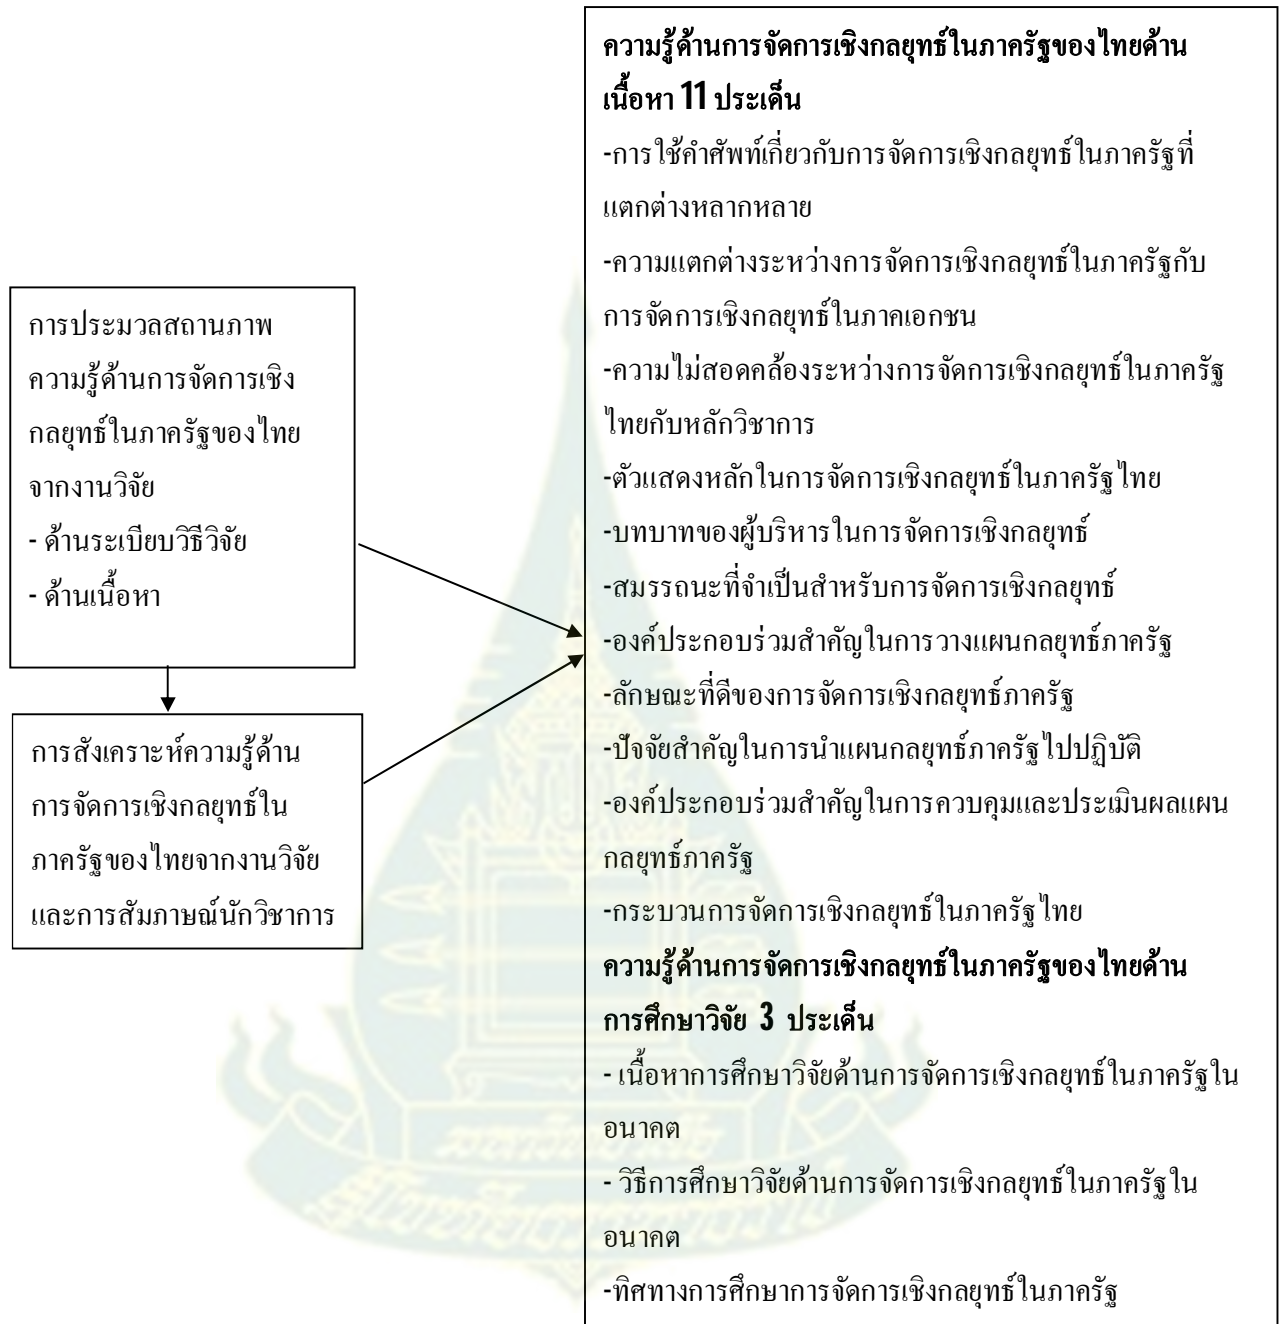 การประมวลสถานภาพ
ความรู้ด้านการจัดการเชิง
กลยุทธ์ในภาครัฐของไทย
จากงานวิจัย
- ด้านระเบียบวิธีวิจัย
- ด้านเนื้อหา
การสังเคราะห์ความรู้ด้าน
การจัดการเชิงกลยุทธ์ใน
ภาครัฐของไทยจากงานวิจัย
และการสัมภาษณ์นักวิชาการ
ความรู้ด้านการจัดการเชิงกลยุทธ์ในภาครัฐของไทยด้าน
เนื้อหา 11 ประเด็น
-การใช้คำศัพท์เกี่ยวกับการจัดการเชิงกลยุทธ์ในภาครัฐที่
แตกต่างหลากหลาย
-ความแตกต่างระหว่างการจัดการเชิงกลยุทธ์ในภาครัฐกับ
การจัดการเชิงกลยุทธ์ในภาคเอกชน
-ความไม่สอดคล้องระหว่างการจัดการเชิงกลยุทธ์ในภาครัฐ
ไทยกับหลักวิชาการ
-ตัวแสดงหลักในการจัดการเชิงกลยุทธ์ในภาครัฐไทย
-บทบาทของผู้บริหารในการจัดการเชิงกลยุทธ์
-สมรรถนะที่จำเป็นสำหรับการจัดการเชิงกลยุทธ์
-องค์ประกอบร่วมสำคัญในการวางแผนกลยุทธ์ภาครัฐ
-ลักษณะที่ดีของการจัดการเชิงกลยุทธ์ภาครัฐ
-ปัจจัยสำคัญในการนำแผนกลยุทธ์ภาครัฐไปปฏิบัติ
-องค์ประกอบร่วมสำคัญในการควบคุมและประเมินผลแผน
กลยุทธ์ภาครัฐ
-กระบวนการจัดการเชิงกลยุทธ์ในภาครัฐไทย
ความรู้ด้านการจัดการเชิงกลยุทธ์ในภาครัฐของไทยด้าน
การศึกษาวิจัย 3 ประเด็น
- เนื้อหาการศึกษาวิจัยด้านการจัดการเชิงกลยุทธ์ในภาครัฐใน
อนาคต
- วิธีการศึกษาวิจัยด้านการจัดการเชิงกลยุทธ์ในภาครัฐใน
อนาคต
-ทิศทางการศึกษาการจัดการเชิงกลยุทธ์ในภาครัฐ